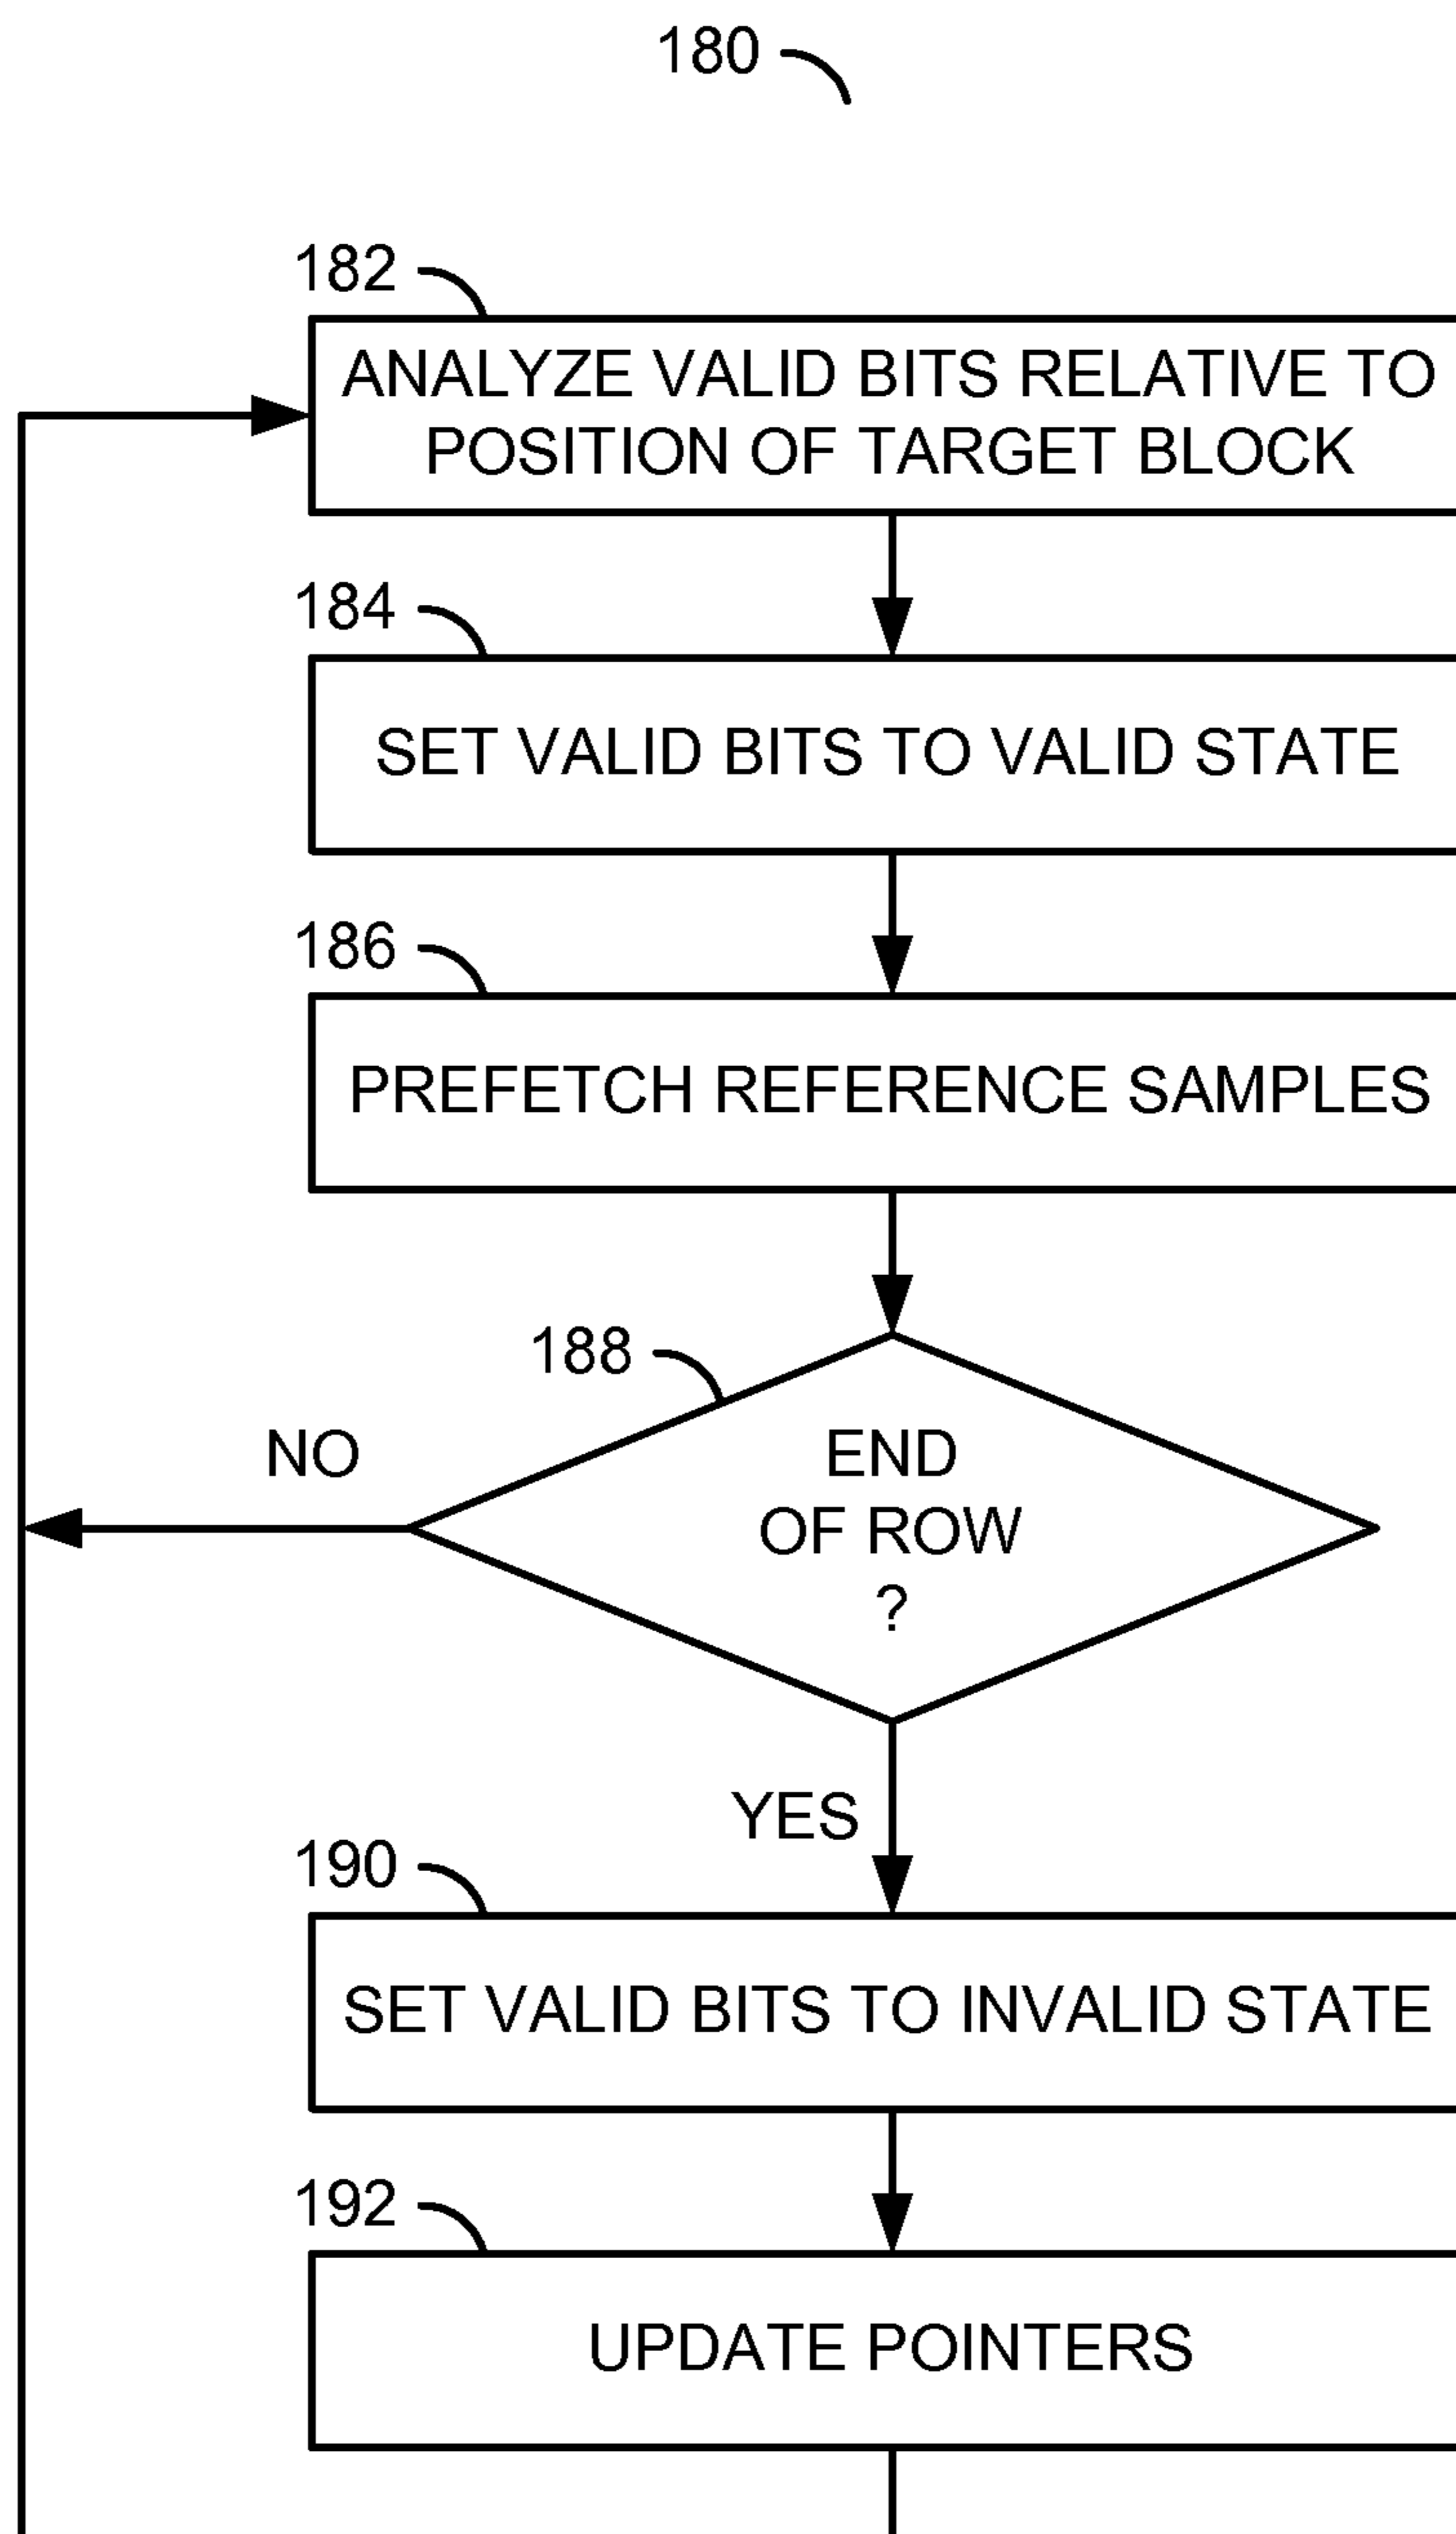 180
182
ANALYZE VALID BITS RELATIVE TO
POSITION OF TARGET BLOCK
184
SET VALID BITS TO VALID STATE
186
PREFETCH REFERENCE SAMPLES
188
NO
END
OF ROW
?
YES
190
SET VALID BITS TO INVALID STATE
192
UPDATE POINTERS